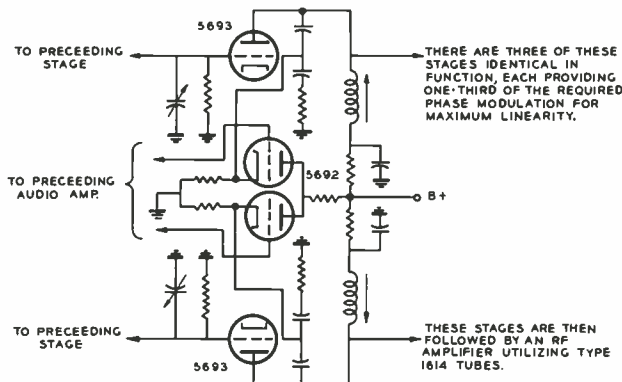 5693
TO PRECEEDING
STAGE
THERE ARE THREE OF THESE
STAGES IDENTICAL IN
FUNCTION, EACH PROVIDING
ONE-THIRD OF THE REQUIRED
PHASE MODULATION FOR
MAXIMUM LINEARITY.
5692
TO PRECEEDING
AUDIO AMP.
B+
TO PRECEEDING
STAGE
5693
THESE STAGES ARE THEN
FOLLOWED BY AN RF
AMPLIFIER UTILIZING TYPE
1614 TUBES.